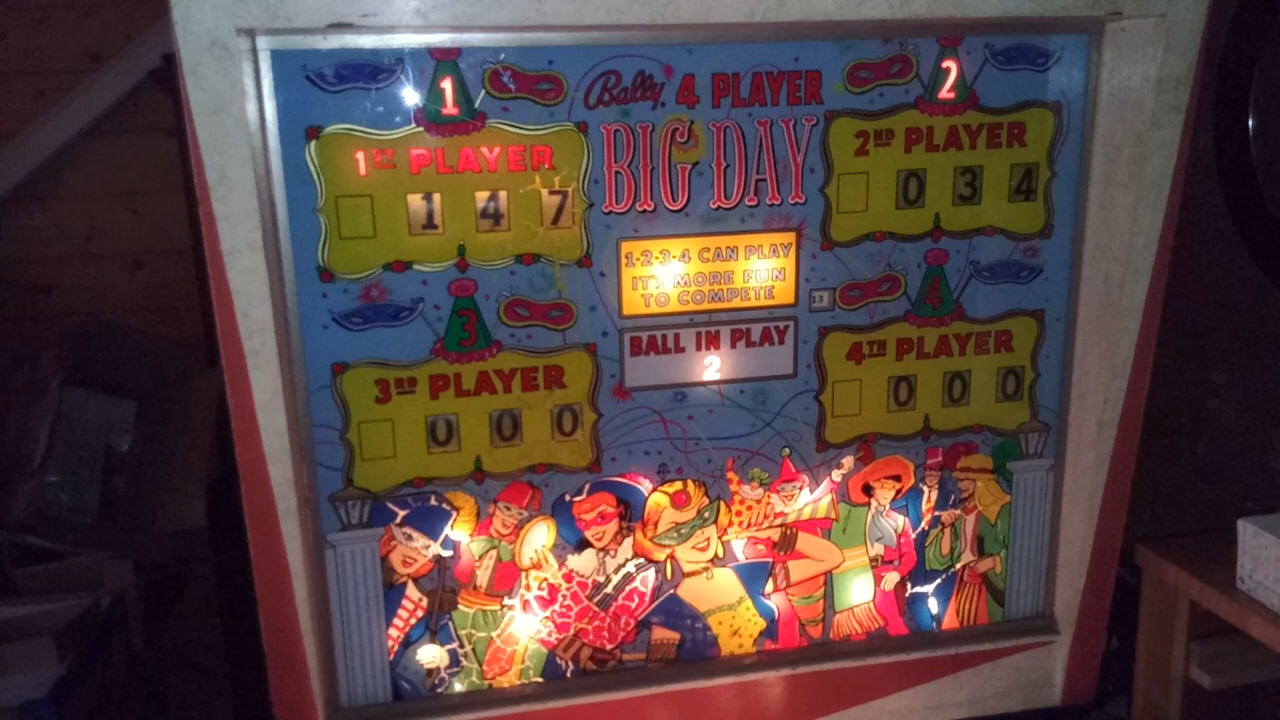 1
Bally 4 PLAYER
2
BIG DAY
1ST PLAYER
1 4 7
2ND PLAYER
0 3 4
1-2-3-4 CAN PLAY
IT'S MORE FUN
TO COMPETE
13
BALL IN PLAY
2
3
3RD PLAYER
0 0 0
4
4TH PLAYER
0 0 0